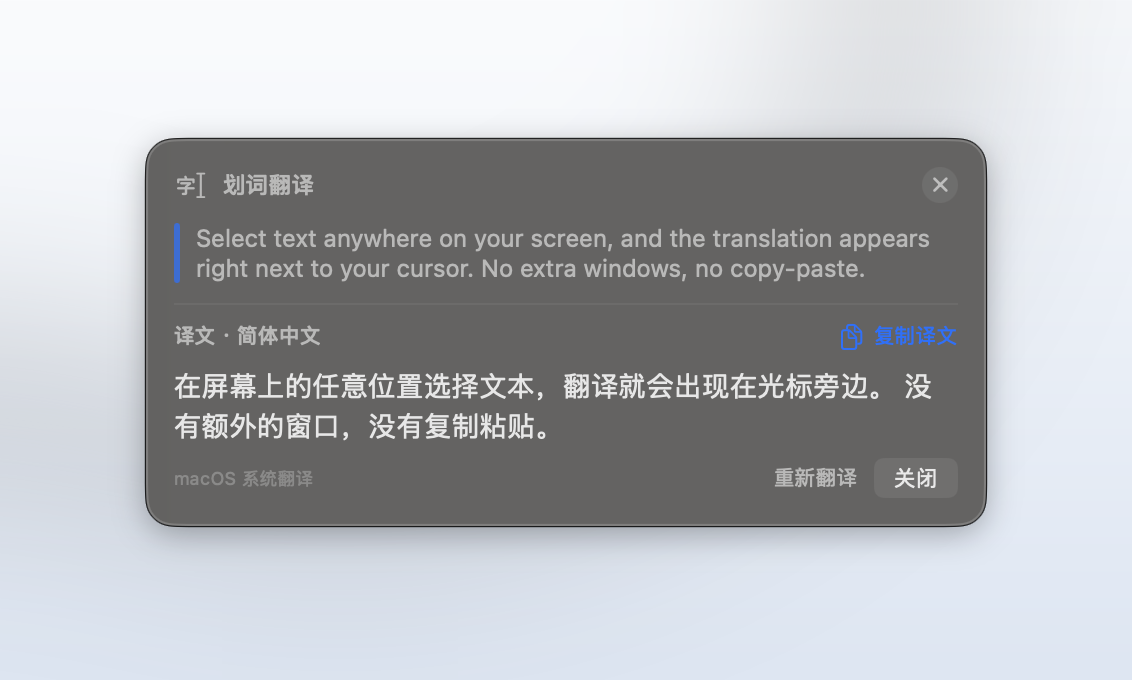 字 划词翻译
Select text anywhere on your screen, and the translation appears
right next to your cursor. No extra windows, no copy-paste.
译文 · 简体中文 复制译文
在屏幕上的任意位置选择文本，翻译就会出现在光标旁边。 没
有额外的窗口，没有复制粘贴。
macOS 系统翻译 重新翻译 关闭